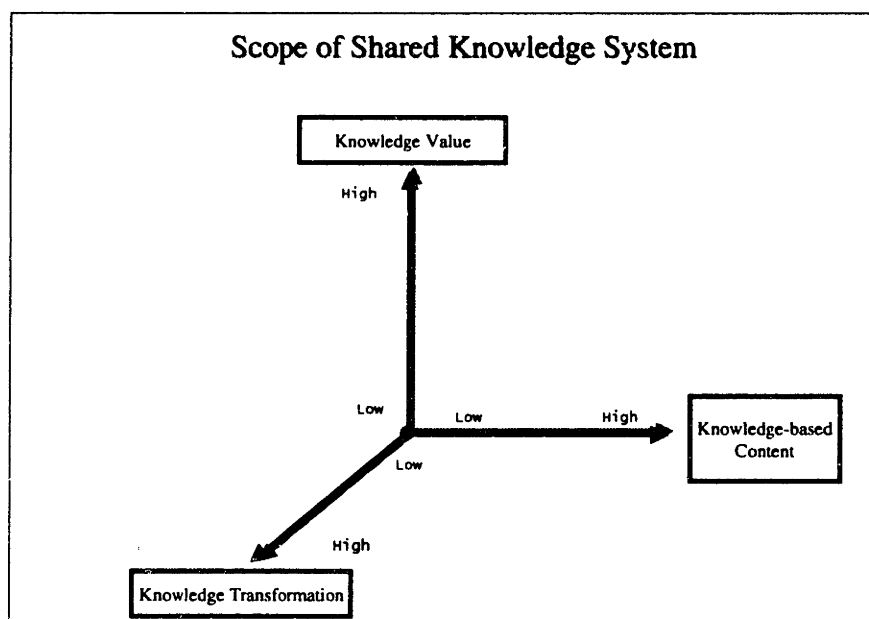 Scope of Shared Knowledge System
Knowledge Value
High
Low
Low
High
Knowledge-based
Content
Low
High
Knowledge Transformation